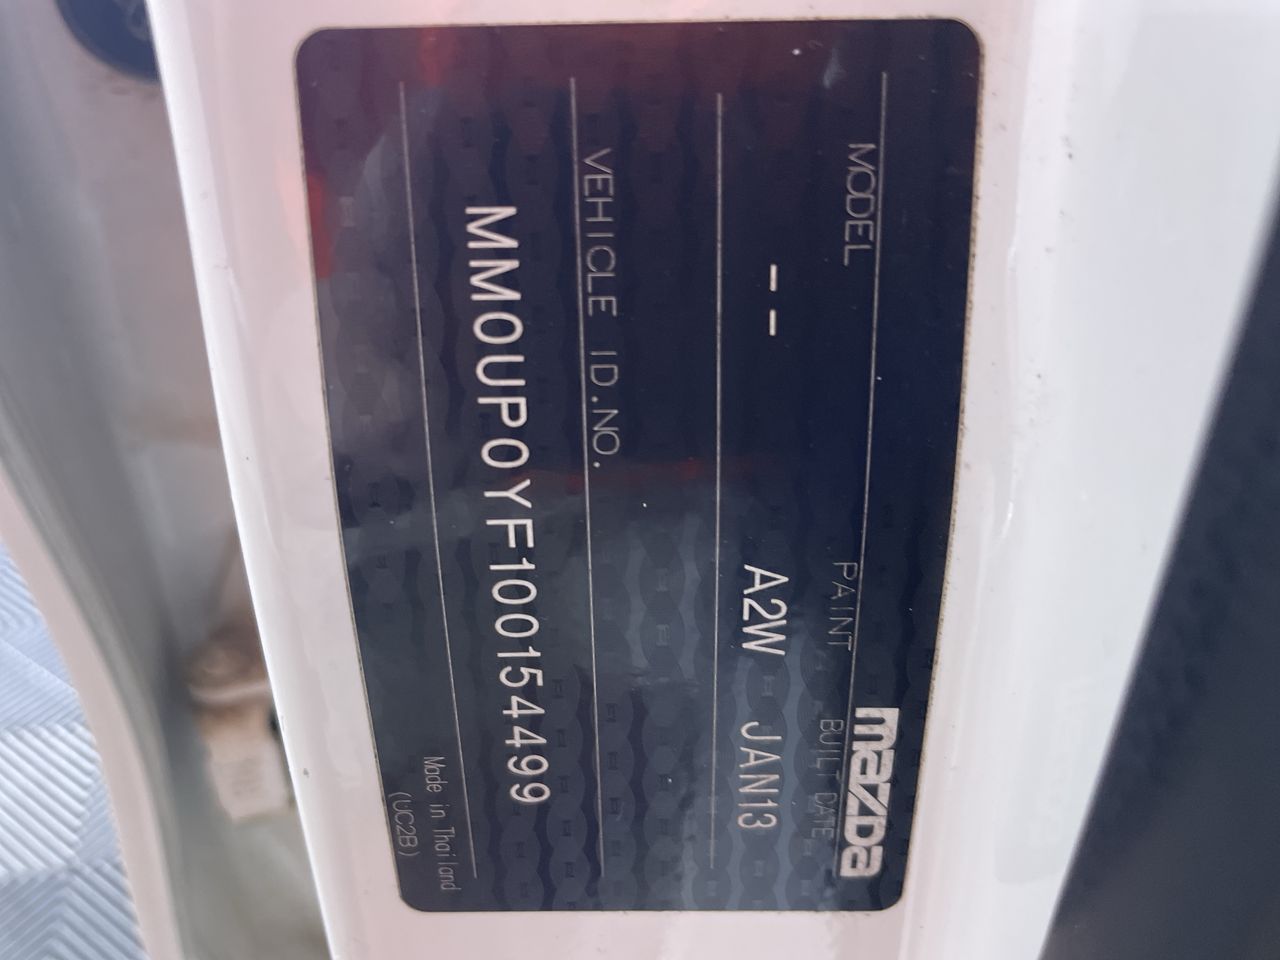 mazda
MODEL PAINT BUILT DATE
-- A2W JAN13
VEHICLE ID.NO.
MM0UP0YF100154499
Made in Thailand
(UC2B)